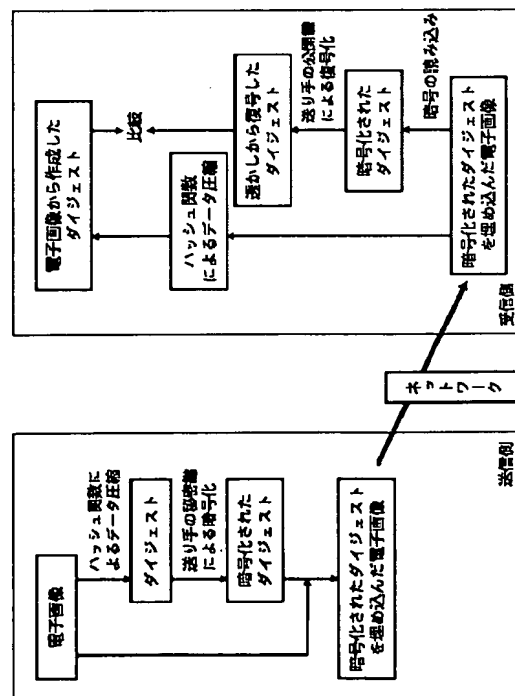 電子画像
ハッシュ関数に
よるデータ圧縮
ダイジェスト
送り手の秘密鍵
による暗号化
暗号化された
ダイジェスト
暗号化されたダイジェスト
を埋め込んだ電子画像
送信側
ネットワーク
電子画像から作成した
ダイジェスト
比較
ハッシュ関数
によるデータ圧縮
透かしから復号した
ダイジェスト
送り手の公開鍵
による復号化
暗号化された
ダイジェスト
暗号の読み込み
暗号化されたダイジェスト
を埋め込んだ電子画像
受信側